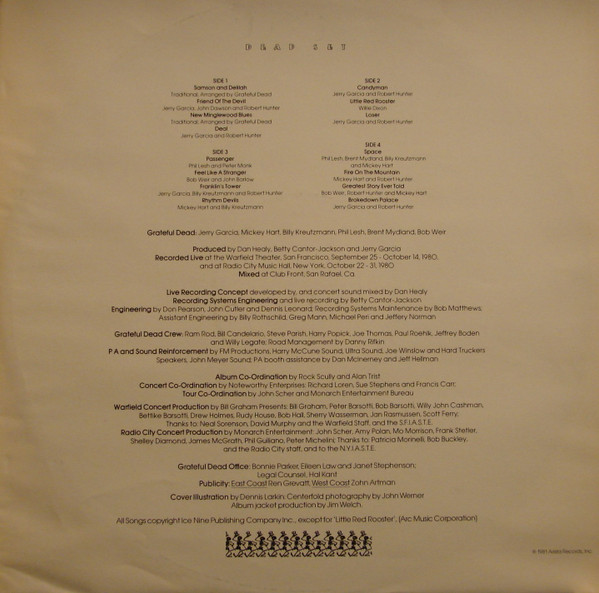 DEAD SET
SIDE 1
Samson and Delilah
Traditional, Arranged by Grateful Dead
Friend Of The Devil
Jerry Garcia, John Dawson and Robert Hunter
New Minglewood Blues
Traditional, Arranged by Grateful Dead
Deal
Jerry Garcia and Robert Hunter
SIDE 2
Candyman
Jerry Garcia and Robert Hunter
Little Red Rooster
Willie Dixon
Loser
Jerry Garcia and Robert Hunter
SIDE 3
Passenger
Phil Lesh and Peter Monk
Feel Like A Stranger
Bob Weir and John Barlow
Franklin's Tower
Jerry Garcia, Billy Kreutzmann and Robert Hunter
Rhythm Devils
Mickey Hart and Billy Kreutzmann
SIDE 4
Space
Phil Lesh, Brent Mydland, Billy Kreutzmann
and Mickey Hart
Fire On The Mountain
Mickey Hart and Robert Hunter
Greatest Story Ever Told
Bob Weir, Robert Hunter and Mickey Hart
Brokedown Palace
Jerry Garcia and Robert Hunter
Grateful Dead: Jerry Garcia, Mickey Hart, Billy Kreutzmann, Phil Lesh, Brent Mydland, Bob Weir
Produced by Dan Healy, Betty Cantor-Jackson and Jerry Garcia
Recorded Live at the Warfield Theater, San Francisco, September 25 - October 14, 1980,
and at Radio City Music Hall, New York, October 22 - 31, 1980
Mixed at Club Front, San Rafael, Ca
Live Recording Concept developed by, and concert sound mixed by Dan Healy
Recording Systems Engineering and live recording by Betty Cantor-Jackson
Engineering by Don Pearson, John Cutler and Dennis Leonard; Recording Systems Maintenance by Bob Matthews;
Assistant Engineering by Billy Rothschild, Greg Mann, Michael Peri and Jeffery Norman
Grateful Dead Crew: Ram Rod, Bill Candelario, Steve Parish, Harry Popick, Joe Thomas, Paul Roehlk, Jeffrey Boden
and Willy Legate; Road Management by Danny Rifkin
P A and Sound Reinforcement by FM Productions, Harry McCune Sound, Ultra Sound, Joe Winslow and Hard Truckers
Speakers, John Meyer Sound; PA booth assistance by Dan McInerney and Jeff Hellman
Album Co-Ordination by Rock Scully and Alan Trist
Concert Co-Ordination by Noteworthy Enterprises: Richard Loren, Sue Stephens and Francis Carr;
Tour Co-Ordination by John Scher and Monarch Entertainment Bureau
Warfield Concert Production by Bill Graham Presents: Bill Graham, Peter Barsotti, Bob Barsotti, Willy John Cashman,
Bettike Barsotti, Drew Holmes, Rudy House, Bob Hall, Sherry Wasserman, Jan Rasmussen, Scott Ferry,
Thanks to: Neal Sorenson, David Murphy and the Warfield Staff, and the S.F.I.A.S.T.E.
Radio City Concert Production by Monarch Entertainment: John Scher, Amy Polan, Mo Morrison, Frank Stefler,
Shelley Diamond, James McGrath, Phil Guiliano, Peter Michelini; Thanks to: Patricia Morinelli, Bob Buckley,
and the Radio City staff, and to the N.Y.I.A.S.T.E.
Grateful Dead Office: Bonnie Parker, Eileen Law and Janet Stephenson;
Legal Counsel, Hal Kant
Publicity: East Coast Ren Grevatt, West Coast Zohn Artman
Cover Illustration by Dennis Larkin; Centerfold photography by John Werner
Album jacket production by Jim Welch.
All Songs copyright Ice Nine Publishing Company Inc., except for 'Little Red Rooster', (Arc Music Corporation)
© 1981 Arista Records, Inc.